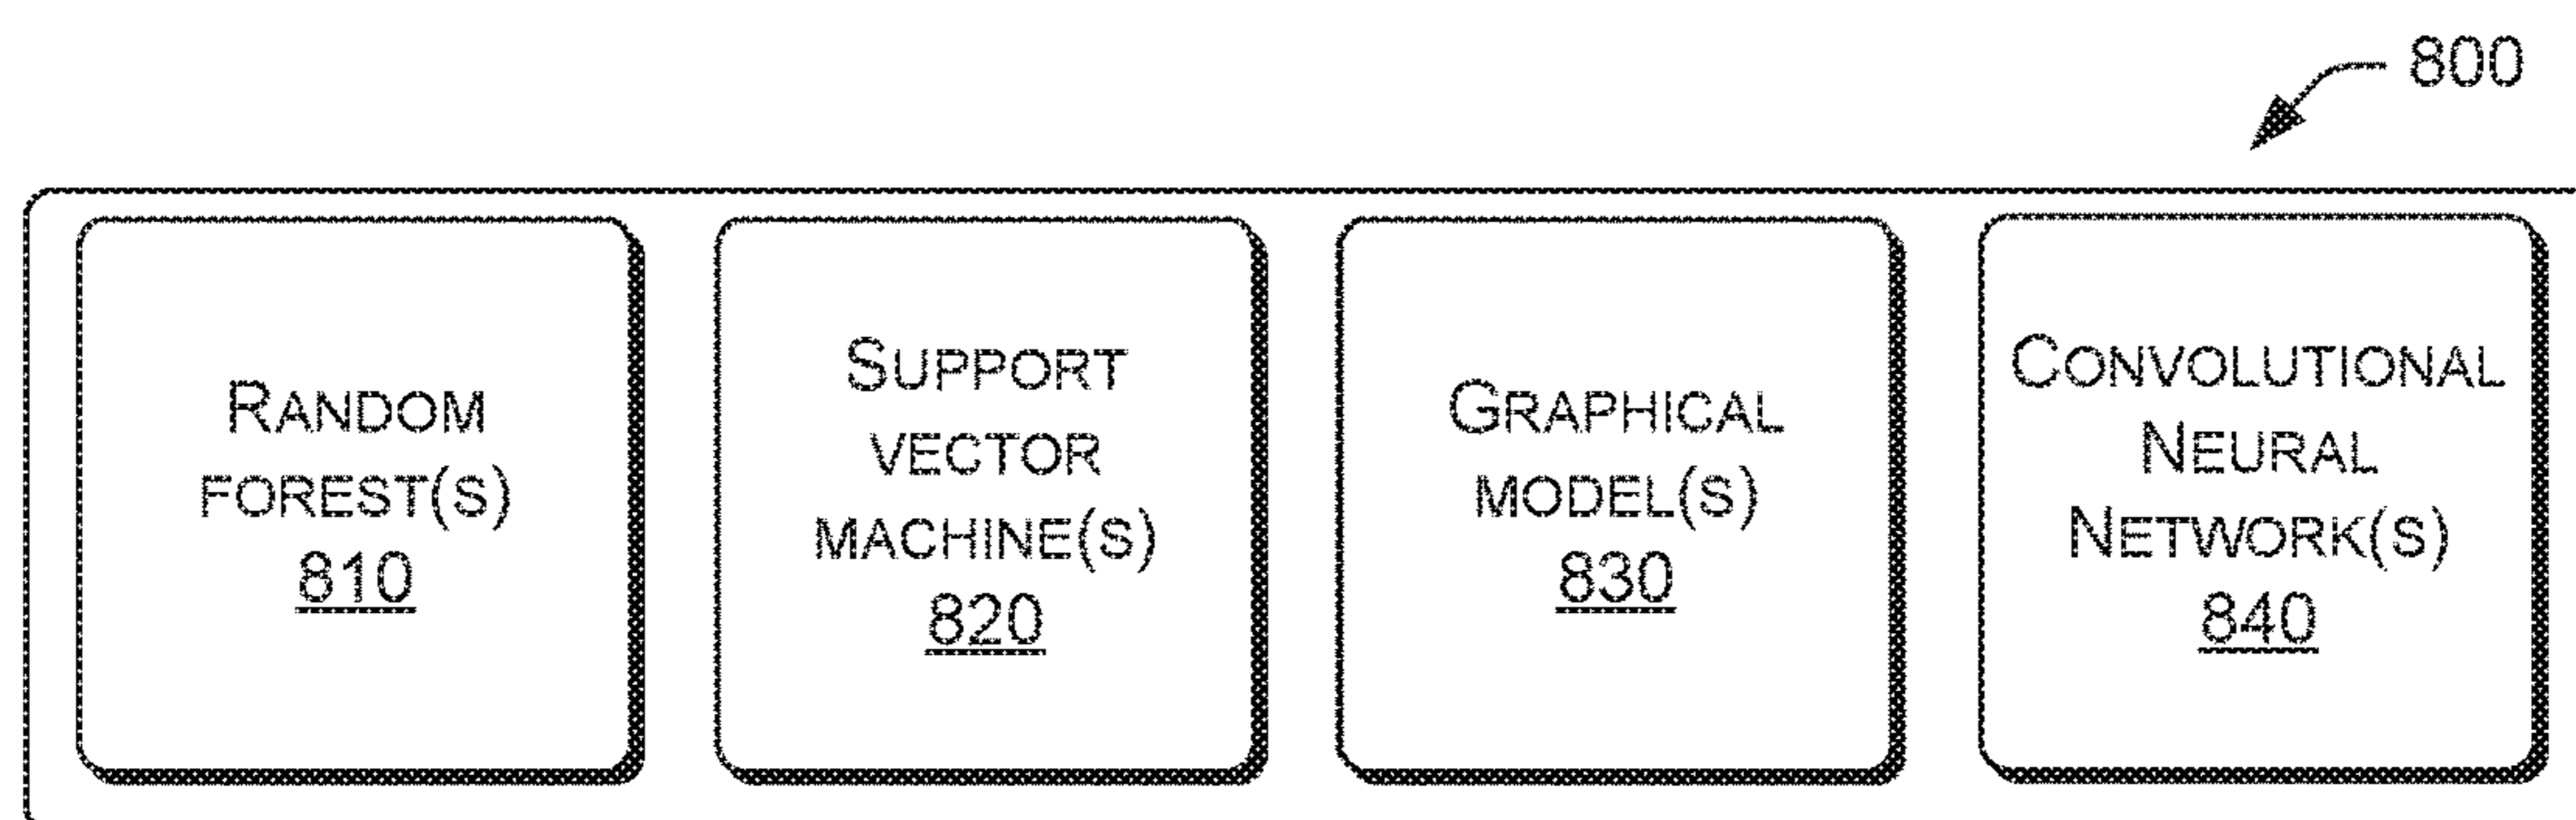 800
RANDOM
FOREST(S)
810
SUPPORT
VECTOR
MACHINE(S)
820
GRAPHICAL
MODEL(S)
830
CONVOLUTIONAL
NEURAL
NETWORK(S)
840